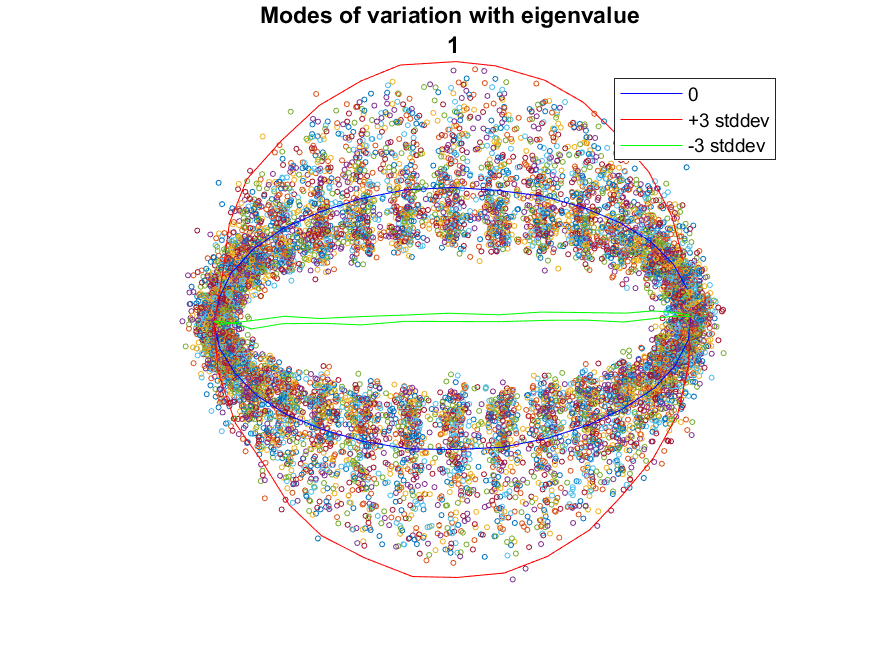 Modes of variation with eigenvalue
1
0
+3 stddev
-3 stddev